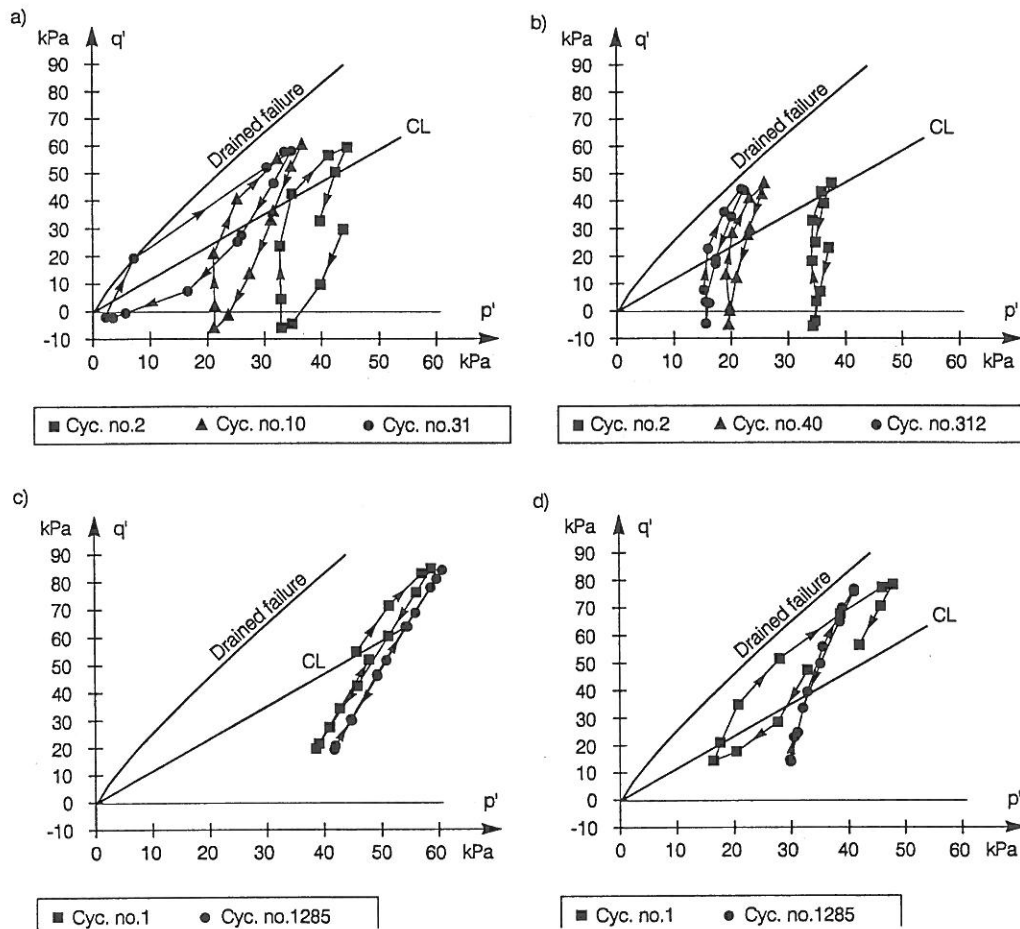 a)
kPa q'
90
80
70
60
50
40
30
20
10
0
-10
Drained failure
CL
p'
0 10 20 30 40 50 60
kPa
■ Cyc. no.2 ▲ Cyc. no.10 ● Cyc. no.31
b)
kPa q'
90
80
70
60
50
40
30
20
10
0
-10
Drained failure
CL
p'
0 10 20 30 40 50 60
kPa
■ Cyc. no.2 ▲ Cyc. no.40 ● Cyc. no.312
c)
kPa q'
90
80
70
60
50
40
30
20
10
0
-10
Drained failure
CL
p'
0 10 20 30 40 50 60
kPa
■ Cyc. no.1 ● Cyc. no.1285
d)
kPa q'
90
80
70
60
50
40
30
20
10
0
-10
Drained failure
CL
p'
0 10 20 30 40 50 60
kPa
■ Cyc. no.1 ● Cyc. no.1285